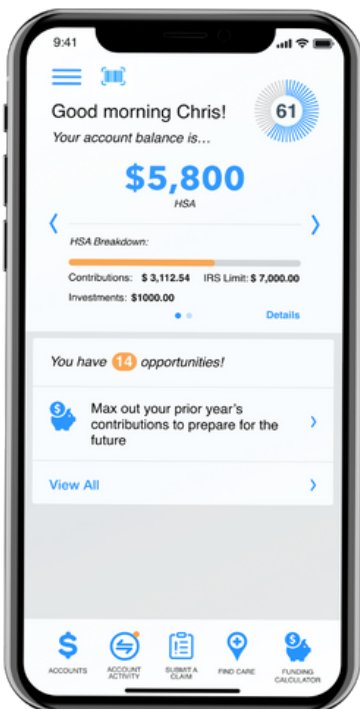 9:41
Good morning Chris!
61
Your account balance is...
$5,800
HSA
HSA Breakdown:
Contributions: $ 3,112.54 IRS Limit: $ 7,000.00
Investments: $1000.00
Details
You have 14 opportunities!
Max out your prior year's
contributions to prepare for the
future
View All
ACCOUNTS
ACCOUNT
ACTIVITY
SUBMIT A
CLAIM
FIND CARE
FUNDING
CALCULATOR